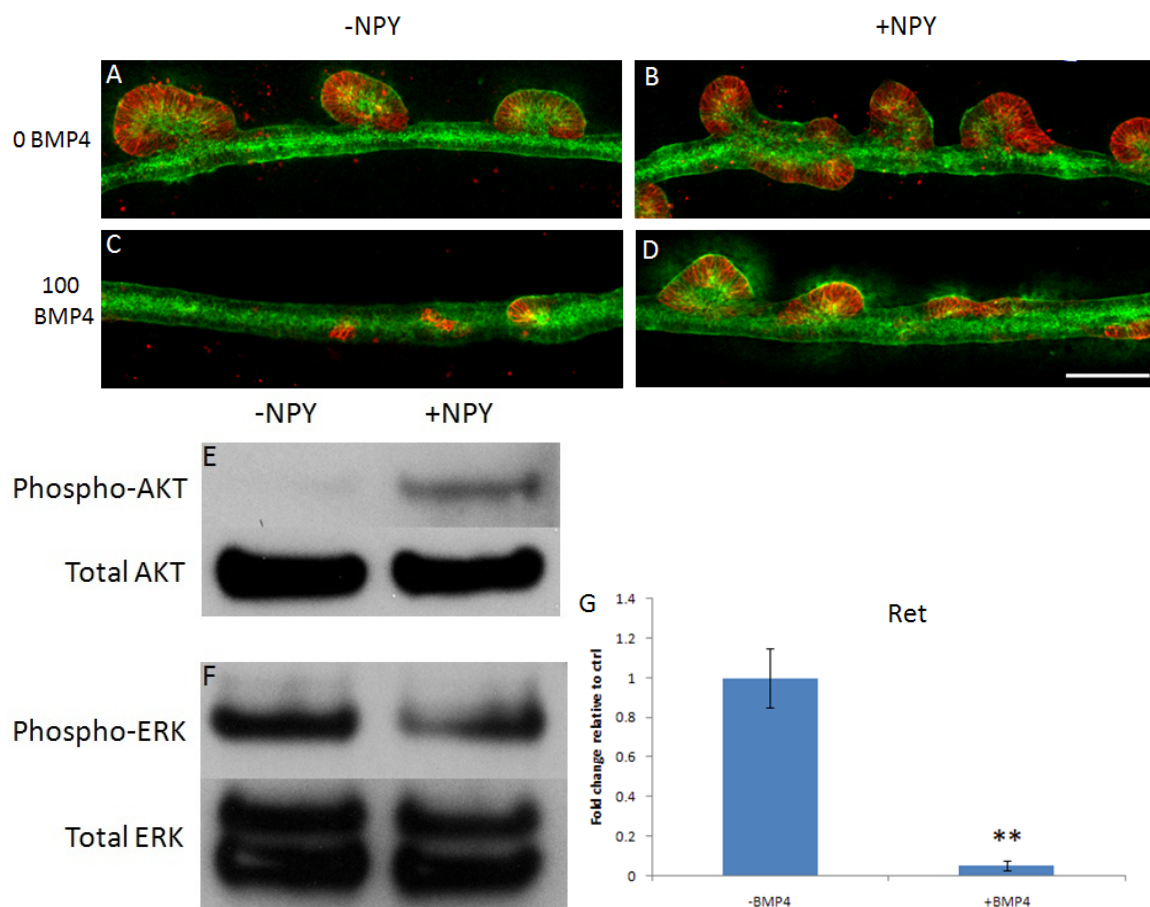 -NPY +NPY
A B
0 BMP4
C D
100
BMP4
-NPY +NPY
E
Phospho-AKT
Total AKT
F
Phospho-ERK
Total ERK
G
Ret
Fold change relative to ctrl
1.4
1.2
1
0.8
0.6
0.4
0.2
0
**
-BMP4 +BMP4